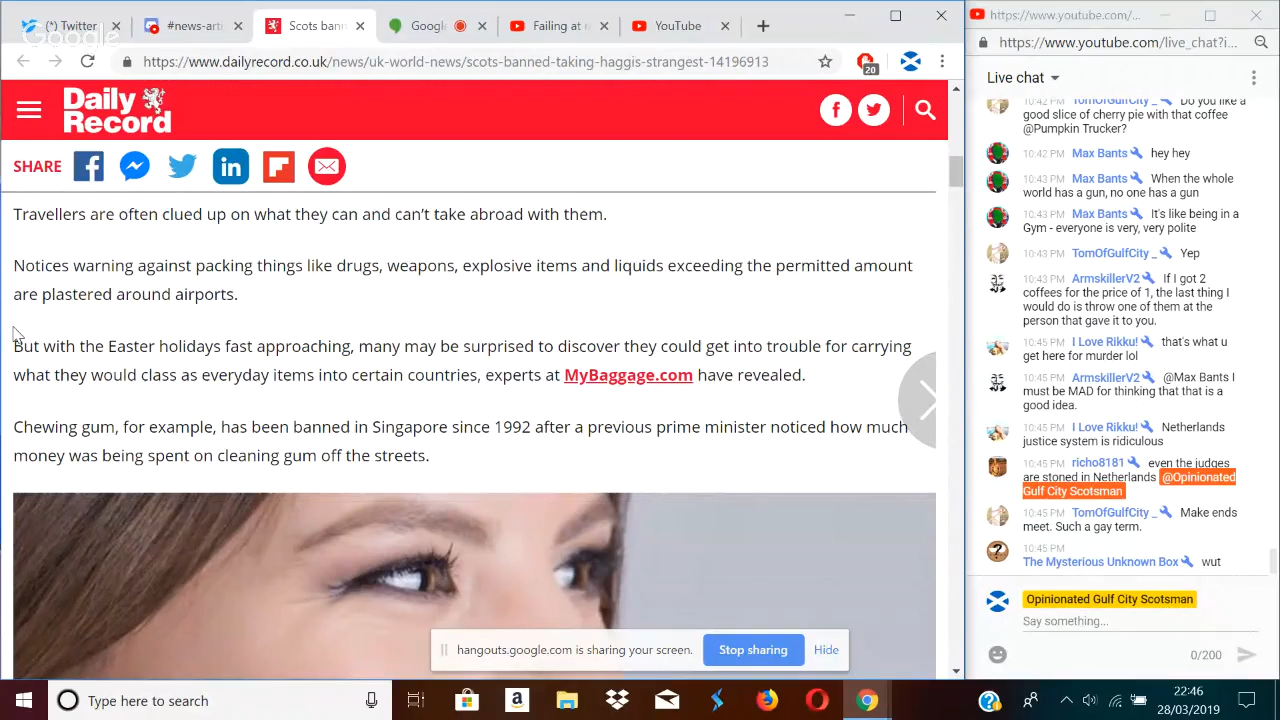 (*) Twitter
#news-arti
Scots bann
Google
Failing at re
YouTube
Google
https://www.dailyrecord.co.uk/news/uk-world-news/scots-banned-taking-haggis-strangest-14196913
20
Daily
Record
SHARE
Travellers are often clued up on what they can and can't take abroad with them.
Notices warning against packing things like drugs, weapons, explosive items and liquids exceeding the permitted amount
are plastered around airports.
But with the Easter holidays fast approaching, many may be surprised to discover they could get into trouble for carrying
what they would class as everyday items into certain countries, experts at MyBaggage.com have revealed.
Chewing gum, for example, has been banned in Singapore since 1992 after a previous prime minister noticed how much
money was being spent on cleaning gum off the streets.
hangouts.google.com is sharing your screen.
Stop sharing
Hide
https://www.youtube.com/...
https://www.youtube.com/live_chat?i...
Live chat
10:42 PM TomOfGulfCity _ Do you like a
good slice of cherry pie with that coffee
@Pumpkin Trucker?
10:42 PM Max Bants hey hey
10:43 PM Max Bants When the whole
world has a gun, no one has a gun
10:43 PM Max Bants It's like being in a
Gym - everyone is very, very polite
10:43 PM TomOfGulfCity _ Yep
10:43 PM ArmskillerV2 If I got 2
coffees for the price of 1, the last thing I
would do is throw one of them at the
person that gave it to you.
10:45 PM I Love Rikku! that's what u
get here for murder lol
10:45 PM ArmskillerV2 @Max Bants I
must be MAD for thinking that that is a
good idea.
10:45 PM I Love Rikku! Netherlands
justice system is ridiculous
10:45 PM richo8181 even the judges
are stoned in Netherlands @Opinionated
Gulf City Scotsman
10:45 PM TomOfGulfCity _ Make ends
meet. Such a gay term.
10:45 PM
The Mysterious Unknown Box wut
Opinionated Gulf City Scotsman
Say something...
0/200
Type here to search
22:46
28/03/2019